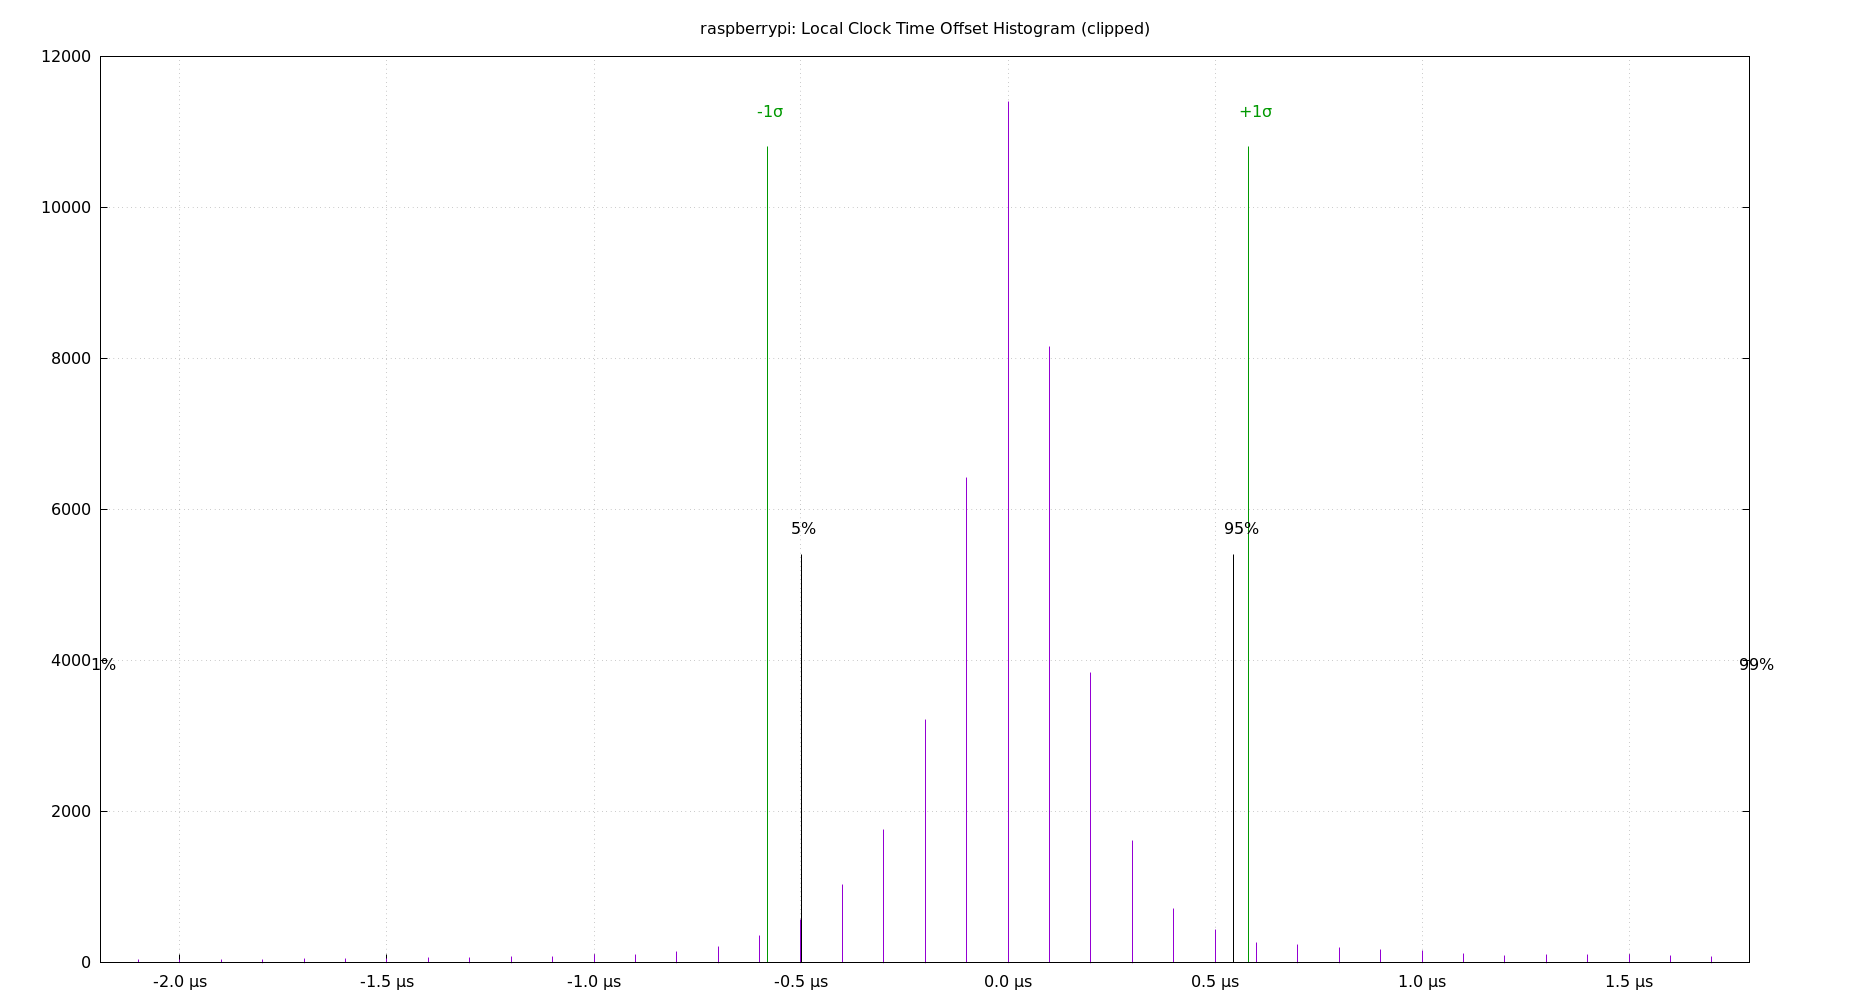 raspberrypi: Local Clock Time Offset Histogram (clipped)
12000
-1σ
+1σ
10000
8000
6000
5%
95%
4000
1%
99%
2000
0
-2.0 μs
-1.5 μs
-1.0 μs
-0.5 μs
0.0 μs
0.5 μs
1.0 μs
1.5 μs